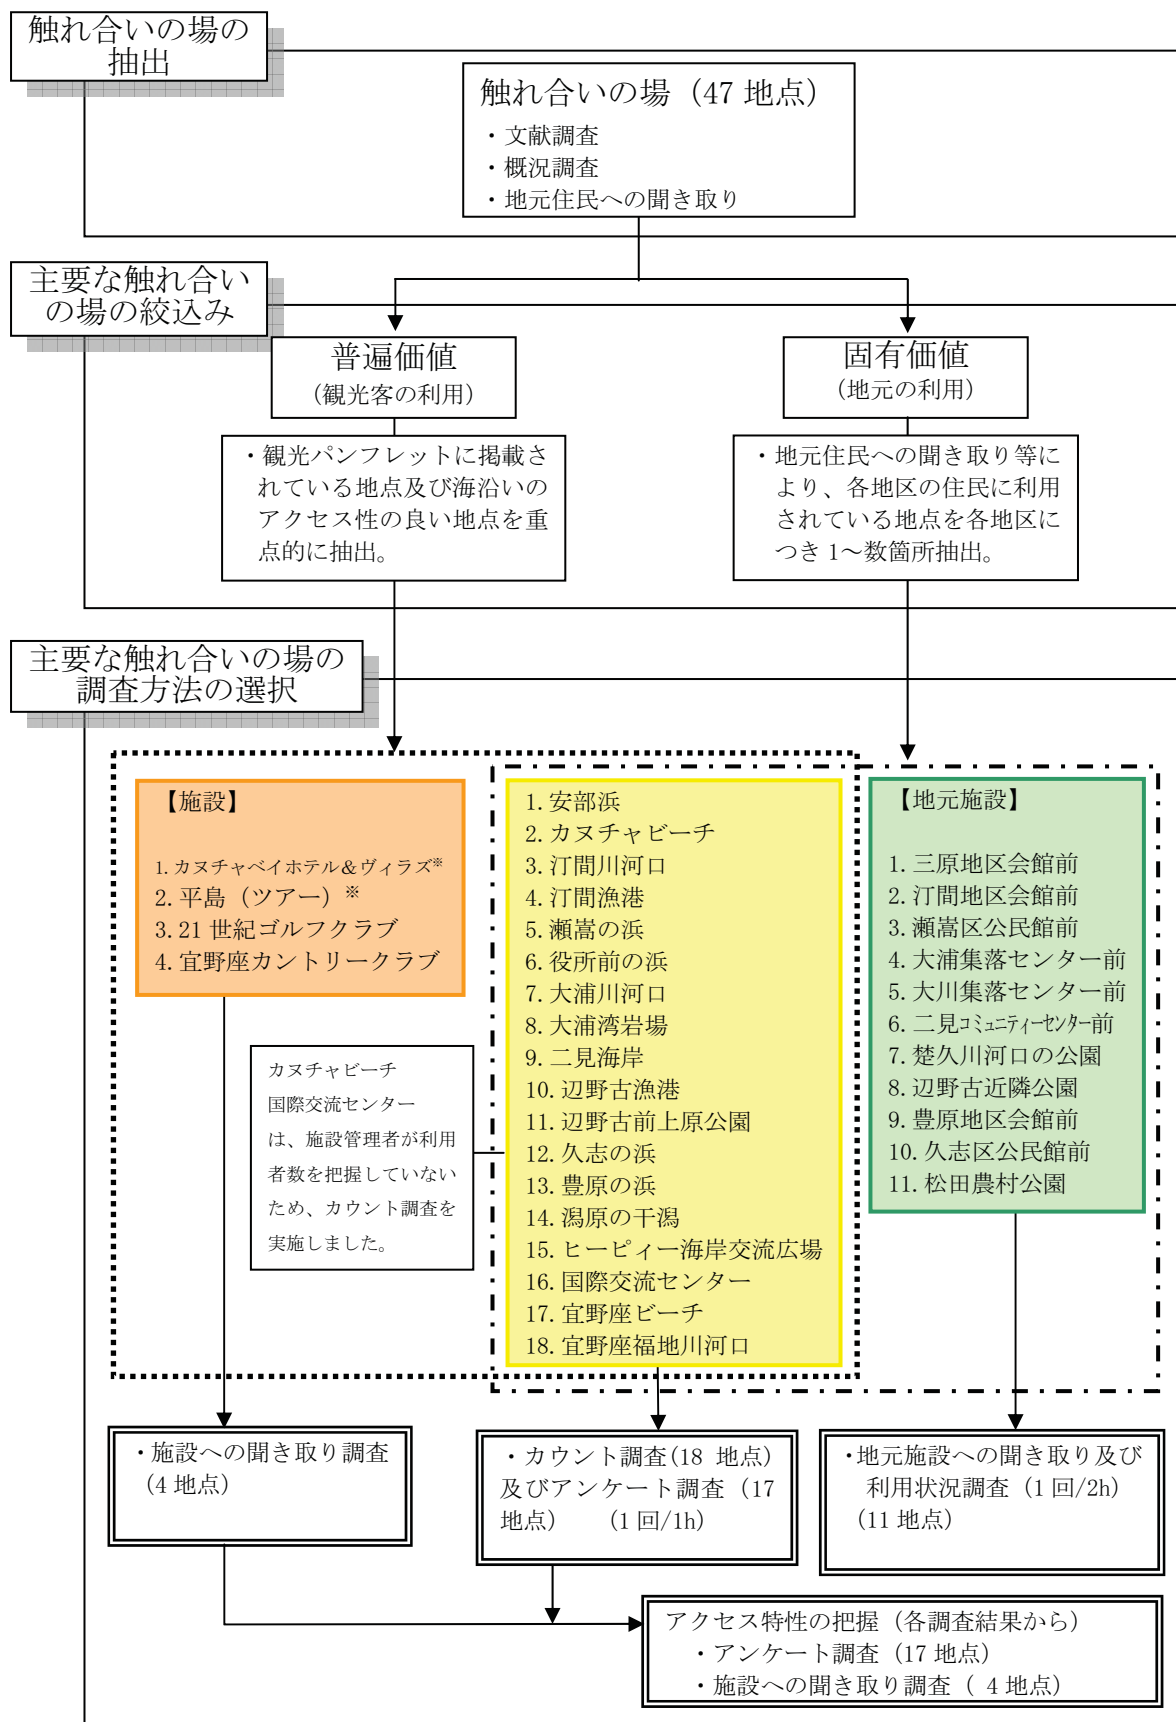 触れ合いの場の
抽出
触れ合いの場（47 地点）
・文献調査
・概況調査
・地元住民への聞き取り
主要な触れ合い
の場の絞込み
普遍価値
（観光客の利用）
固有価値
（地元の利用）
・観光パンフレットに掲載さ
れている地点及び海沿いの
アクセス性の良い地点を重
点的に抽出。
・地元住民への聞き取り等に
より、各地区の住民に利用
されている地点を各地区に
つき 1～数箇所抽出。
主要な触れ合いの場の
調査方法の選択
【施設】
1. カヌチャベイホテル＆ヴィラズ※
2. 平島（ツアー）※
3. 21 世紀ゴルフクラブ
4. 宜野座カントリークラブ
カヌチャビーチ
国際交流センター
は、施設管理者が利用
者数を把握していない
ため、カウント調査を
実施しました。
1. 安部浜
2. カヌチャビーチ
3. 汀間川河口
4. 汀間漁港
5. 瀬嵩の浜
6. 役所前の浜
7. 大浦川河口
8. 大浦湾岩場
9. 二見海岸
10. 辺野古漁港
11. 辺野古前上原公園
12. 久志の浜
13. 豊原の浜
14. 潟原の干潟
15. ヒーピィー海岸交流広場
16. 国際交流センター
17. 宜野座ビーチ
18. 宜野座福地川河口
【地元施設】
1. 三原地区会館前
2. 汀間地区会館前
3. 瀬嵩区公民館前
4. 大浦集落センター前
5. 大川集落センター前
6. 二見コミュニティーセンター前
7. 楚久川河口の公園
8. 辺野古近隣公園
9. 豊原地区会館前
10. 久志区公民館前
11. 松田農村公園
・施設への聞き取り調査
（4 地点）
・カウント調査(18 地点)
及びアンケート調査（17
地点） （1 回/1h）
・地元施設への聞き取り及び
利用状況調査（1 回/2h）
（11 地点）
アクセス特性の把握（各調査結果から）
・アンケート調査（17 地点）
・施設への聞き取り調査（ 4 地点）